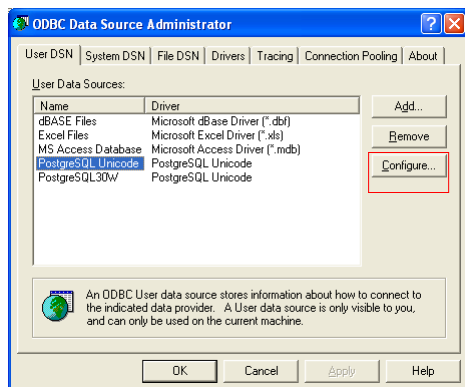 ODBC Data Source Administrator
User DSN System DSN File DSN Drivers Tracing Connection Pooling About
User Data Sources:
Name Driver
dBASE Files Microsoft dBase Driver (*.dbf)
Excel Files Microsoft Excel Driver (*.xls)
MS Access Database Microsoft Access Driver (*.mdb)
PostgreSQL Unicode PostgreSQL Unicode
PostgreSQL30W PostgreSQL Unicode
Add...
Remove
Configure...
An ODBC User data source stores information about how to connect to
the indicated data provider. A User data source is only visible to you,
and can only be used on the current machine.
OK Cancel Apply Help